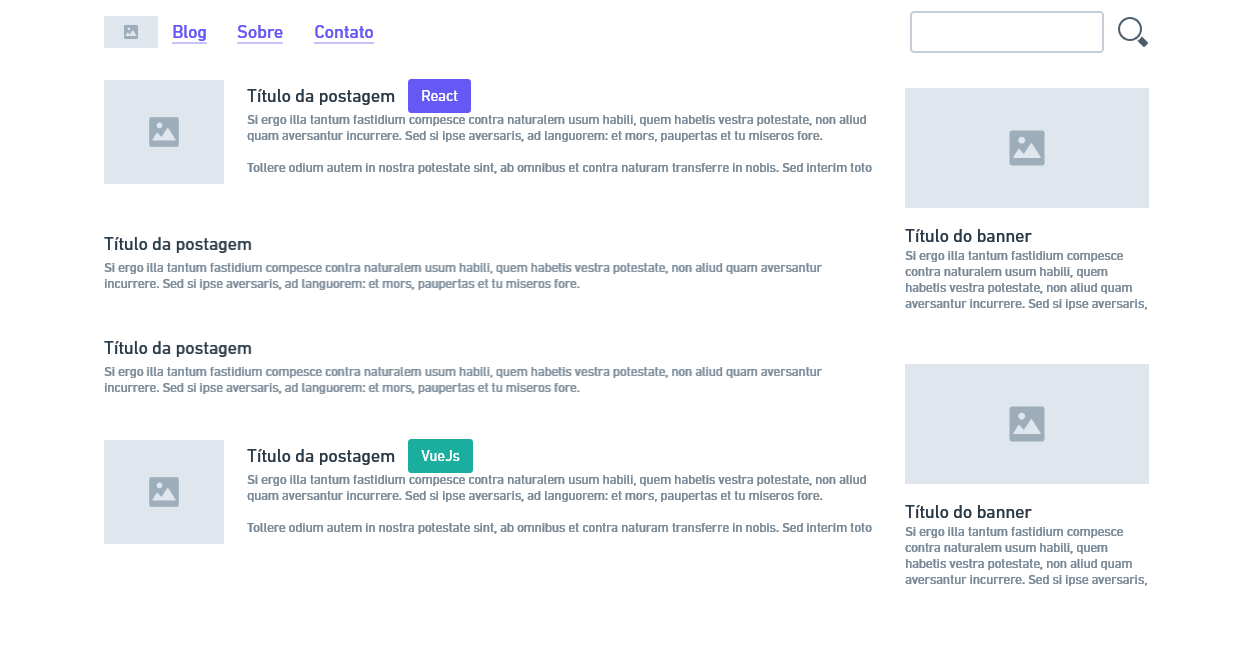 Blog Sobre Contato
Título da postagem React
Si ergo illa tantum fastidium compesce contra naturalem usum habili, quem habetis vestra potestate, non aliud
quam aversantur incurrere. Sed si ipse aversaris, ad languorem: et mors, paupertas et tu miseros fore.
Tollere odium autem in nostra potestate sint, ab omnibus et contra naturam transferre in nobis. Sed interim toto
Título da postagem
Si ergo illa tantum fastidium compesce contra naturalem usum habili, quem habetis vestra potestate, non aliud quam aversantur
incurrere. Sed si ipse aversaris, ad languorem: et mors, paupertas et tu miseros fore.
Título da postagem
Si ergo illa tantum fastidium compesce contra naturalem usum habili, quem habetis vestra potestate, non aliud quam aversantur
incurrere. Sed si ipse aversaris, ad languorem: et mors, paupertas et tu miseros fore.
Título da postagem VueJs
Si ergo illa tantum fastidium compesce contra naturalem usum habili, quem habetis vestra potestate, non aliud
quam aversantur incurrere. Sed si ipse aversaris, ad languorem: et mors, paupertas et tu miseros fore.
Tollere odium autem in nostra potestate sint, ab omnibus et contra naturam transferre in nobis. Sed interim toto
Título do banner
Si ergo illa tantum fastidium compesce
contra naturalem usum habili, quem
habetis vestra potestate, non aliud quam
aversantur incurrere. Sed si ipse aversaris,
Título do banner
Si ergo illa tantum fastidium compesce
contra naturalem usum habili, quem
habetis vestra potestate, non aliud quam
aversantur incurrere. Sed si ipse aversaris,